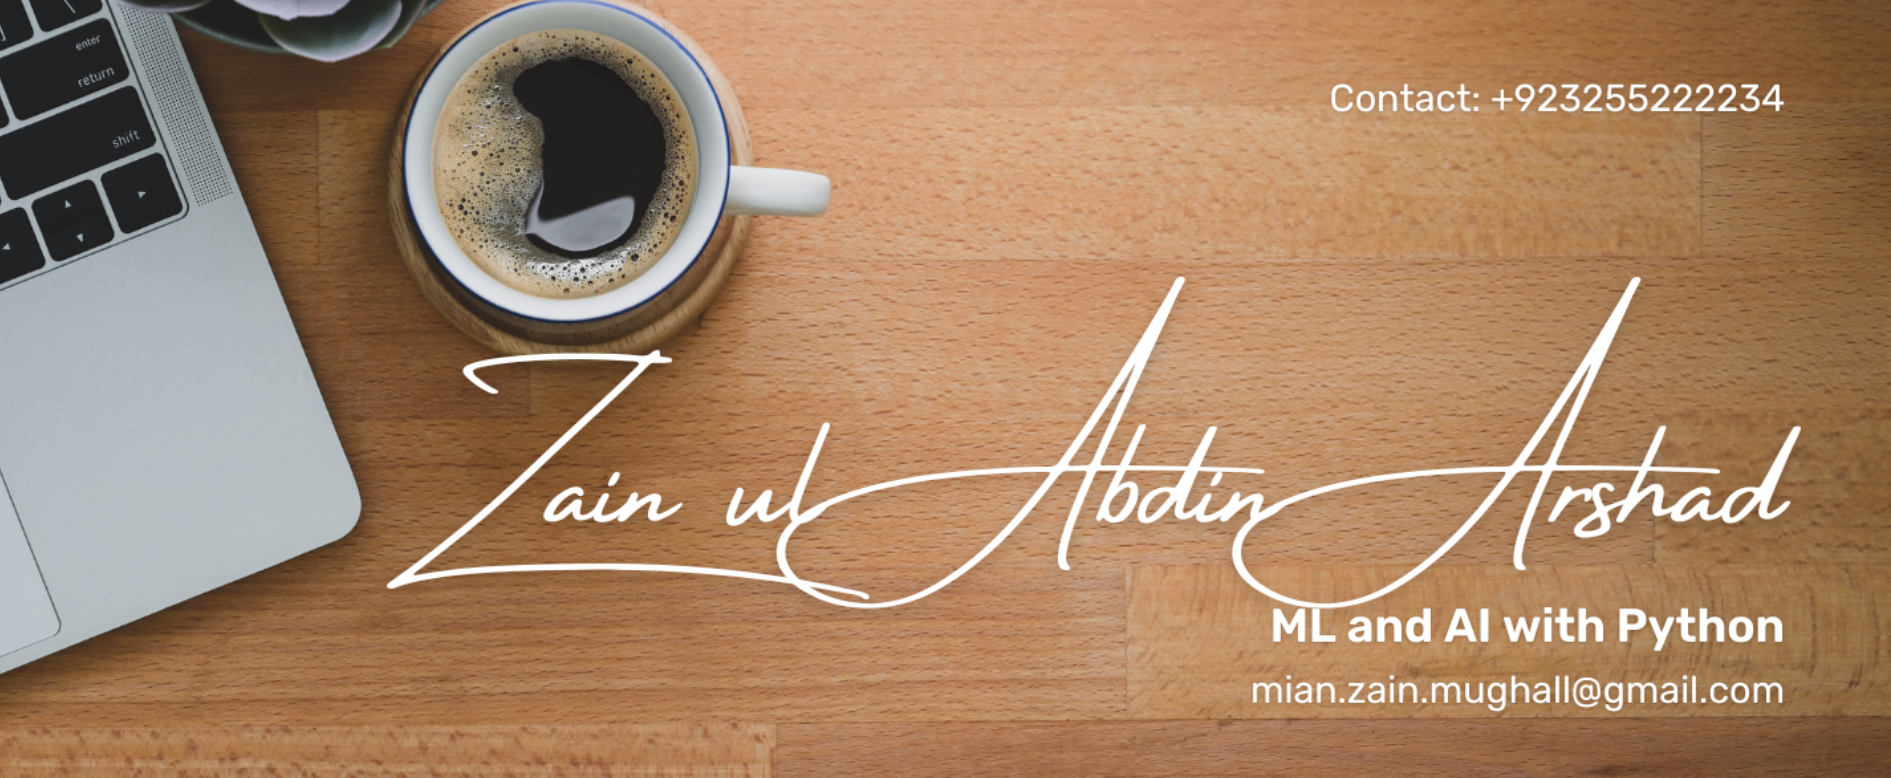 enter
return
shift
Contact: +923255222234
Zain ul Abdin Arshad
ML and AI with Python
mian.zain.mughall@gmail.com